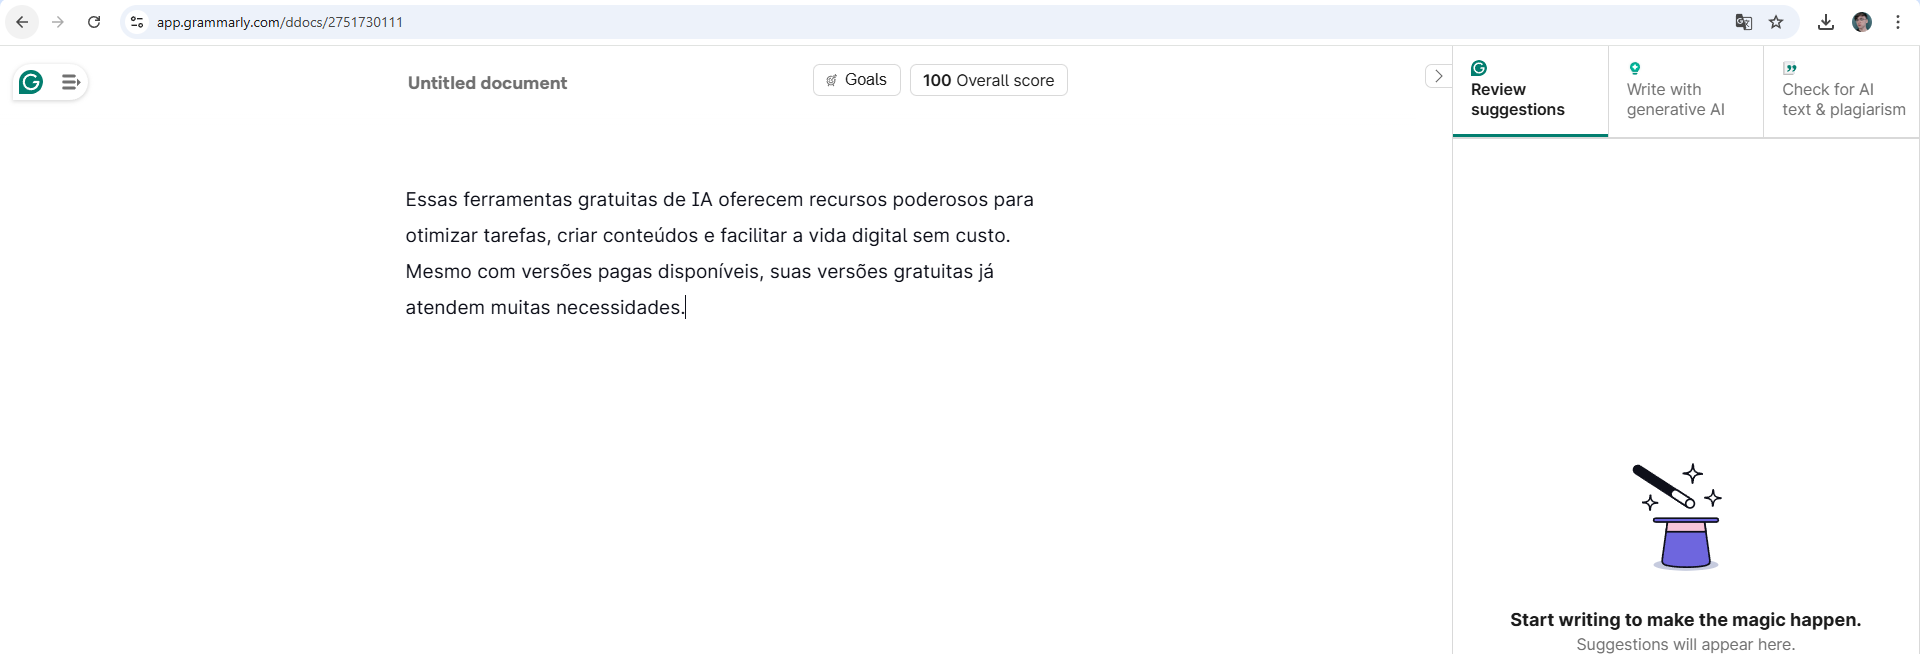 app.grammarly.com/ddocs/2751730111
Untitled document
Goals
100 Overall score
Review
suggestions
Write with
generative AI
Check for AI
text & plagiarism
Essas ferramentas gratuitas de IA oferecem recursos poderosos para
otimizar tarefas, criar conteúdos e facilitar a vida digital sem custo.
Mesmo com versões pagas disponíveis, suas versões gratuitas já
atendem muitas necessidades.
Start writing to make the magic happen.
Suggestions will appear here.